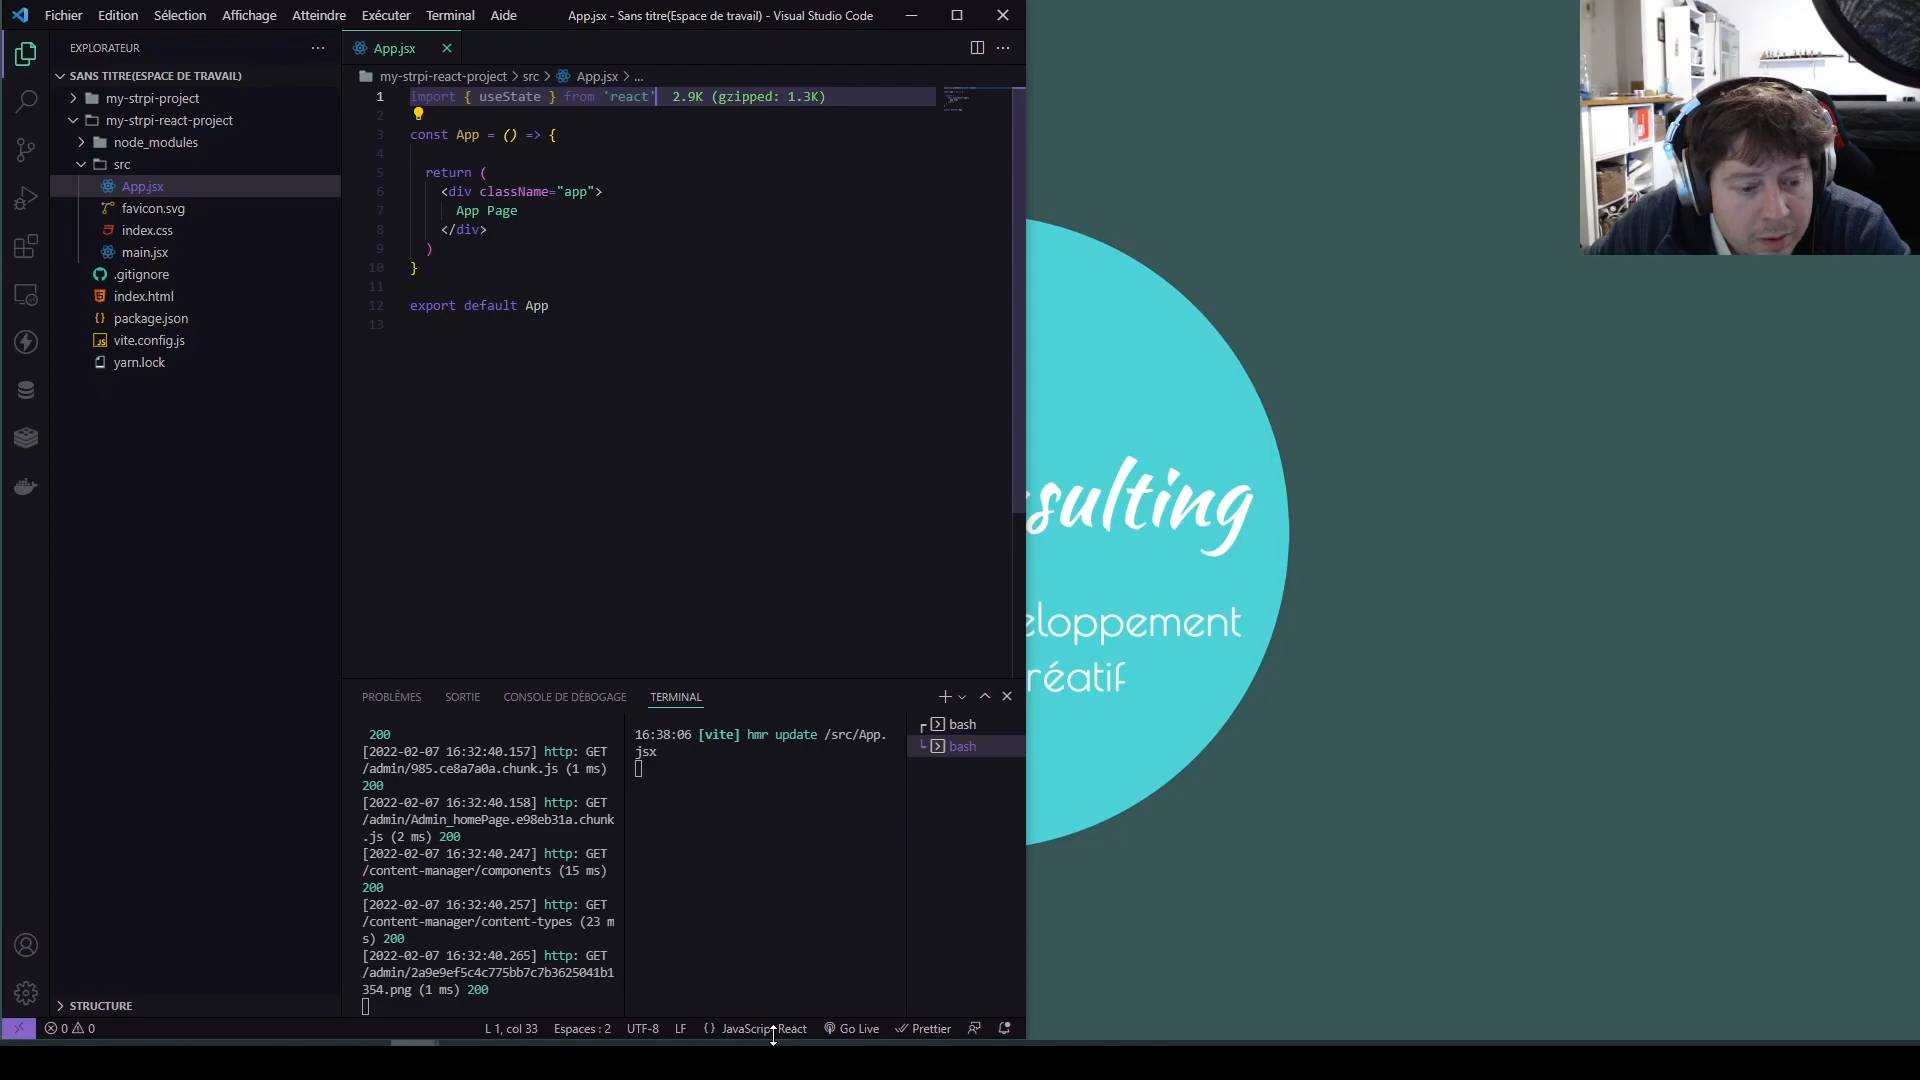 Fichier Edition Sélection Affichage Atteindre Exécuter Terminal Aide App.jsx - Sans titre(Espace de travail) - Visual Studio Code
EXPLORATEUR
App.jsx
SANS TITRE(ESPACE DE TRAVAIL)
my-strpi-project
my-strpi-react-project
node_modules
src
App.jsx
favicon.svg
index.css
main.jsx
.gitignore
index.html
package.json
vite.config.js
yarn.lock
STRUCTURE
my-strpi-react-project > src > App.jsx > ...
1 import { useState } from 'react' 2.9K (gzipped: 1.3K)
2
3 const App = () => {
4
5 return (
6 <div className="app">
7 App Page
8 </div>
9 )
10 }
11
12 export default App
13
PROBLÈMES SORTIE CONSOLE DE DÉBOGAGE TERMINAL
200
[2022-02-07 16:32:40.157] http: GET
/admin/985.ce8a7a0a.chunk.js (1 ms)
200
[2022-02-07 16:32:40.158] http: GET
/admin/Admin_homePage.e98eb31a.chunk
.js (2 ms) 200
[2022-02-07 16:32:40.247] http: GET
/content-manager/components (15 ms)
200
[2022-02-07 16:32:40.257] http: GET
/content-manager/content-types (23 m
s) 200
[2022-02-07 16:32:40.265] http: GET
/admin/2a9e9ef5c4c775bb7c7b3625041b1
354.png (1 ms) 200
16:38:06 [vite] hmr update /src/App.
jsx
bash
bash
0 0 L 1, col 33 Espaces : 2 UTF-8 LF {} JavaScript React Go Live Prettier
sulting
eloppement
réatif